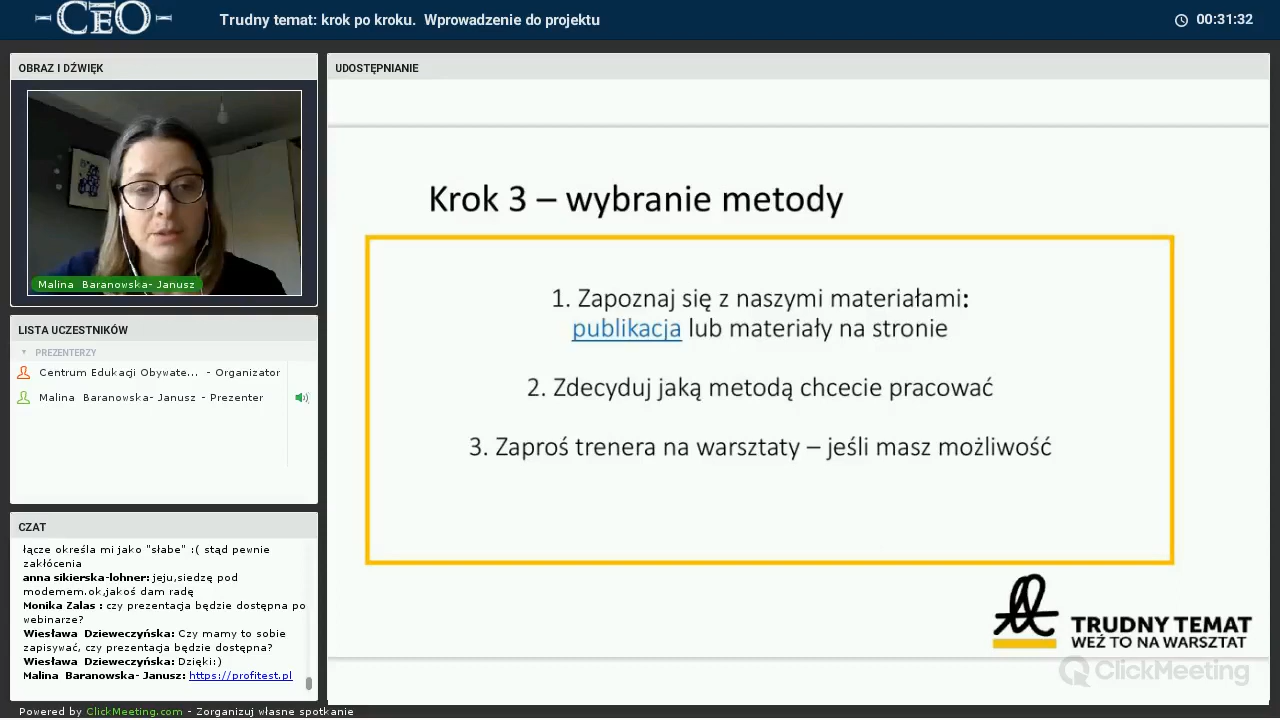 CEO
Trudny temat: krok po kroku. Wprowadzenie do projektu
00:31:32
OBRAZ I DŹWIĘK
Malina Baranowska- Janusz
LISTA UCZESTNIKÓW
PREZENTERZY
Centrum Edukacji Obywate... - Organizator
Malina Baranowska- Janusz - Prezenter
CZAT
łącze określa mi jako "słabe" :( stąd pewnie
zakłócenia
anna sikierska-lohner: jeju,siedzę pod
modemem.ok,jakoś dam radę
Monika Zalas : czy prezentacja będzie dostępna po
webinarze?
Wiesława Dzieweczyńska: Czy mamy to sobie
zapisywać, czy prezentacja będzie dostępna?
Wiesława Dzieweczyńska: Dzięki:)
Malina Baranowska- Janusz: https://profitest.pl
UDOSTĘPNIANIE
Krok 3 – wybranie metody
1. Zapoznaj się z naszymi materiałami:
publikacja lub materiały na stronie
2. Zdecyduj jaką metodą chcecie pracować
3. Zaproś trenera na warsztaty – jeśli masz możliwość
TRUDNY TEMAT
WEŹ TO NA WARSZTAT
ClickMeeting
Powered by ClickMeeting.com - Zorganizuj własne spotkanie